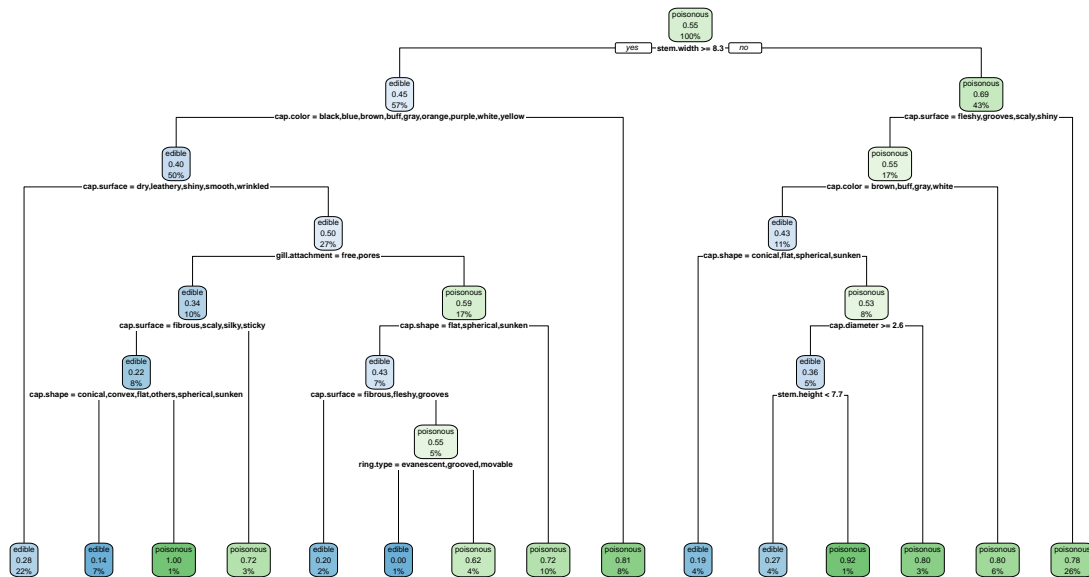 poisonous
0.55
100%
yes stem.width >= 8.3 no
edible
0.45
57%
poisonous
0.69
43%
cap.color = black,blue,brown,buff,gray,orange,purple,white,yellow
cap.surface = fleshy,grooves,scaly,shiny
edible
0.40
50%
poisonous
0.55
17%
cap.surface = dry,leathery,shiny,smooth,wrinkled
cap.color = brown,buff,gray,white
edible
0.50
27%
edible
0.43
11%
gill.attachment = free,pores
cap.shape = conical,flat,spherical,sunken
edible
0.34
10%
poisonous
0.59
17%
poisonous
0.53
8%
cap.surface = fibrous,scaly,silky,sticky
cap.shape = flat,spherical,sunken
cap.diameter >= 2.6
edible
0.22
8%
edible
0.43
7%
edible
0.36
5%
cap.shape = conical,convex,flat,others,spherical,sunken
cap.surface = fibrous,fleshy,grooves
stem.height < 7.7
poisonous
0.55
5%
ring.type = evanescent,grooved,movable
edible
0.28
22%
edible
0.14
7%
poisonous
1.00
1%
poisonous
0.72
3%
edible
0.20
2%
edible
0.00
1%
poisonous
0.62
4%
poisonous
0.72
10%
poisonous
0.81
8%
edible
0.19
4%
edible
0.27
4%
poisonous
0.92
1%
poisonous
0.80
3%
poisonous
0.80
6%
poisonous
0.78
26%